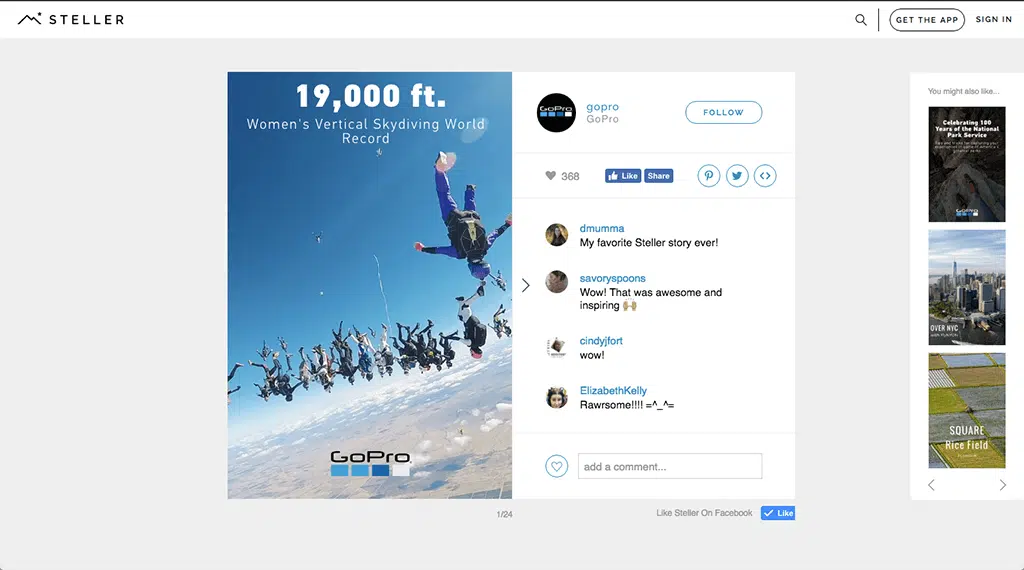 STELLER
GET THE APP
SIGN IN
19,000 ft.
Women's Vertical Skydiving World
Record
GoPro
GoPro
gopro
GoPro
FOLLOW
368
Like
Share
dmumma
My favorite Steller story ever!
savoryspoons
Wow! That was awesome and
inspiring 🙌🏼
cindyjfort
wow!
ElizabethKelly
Rawrsome!!!! =^_^=
add a comment...
1/24
Like Steller On Facebook
Like
You might also like...
Celebrating 100
Years of the National
Park Service
GoPro
OVER NYC
SQUARE
Rice Field